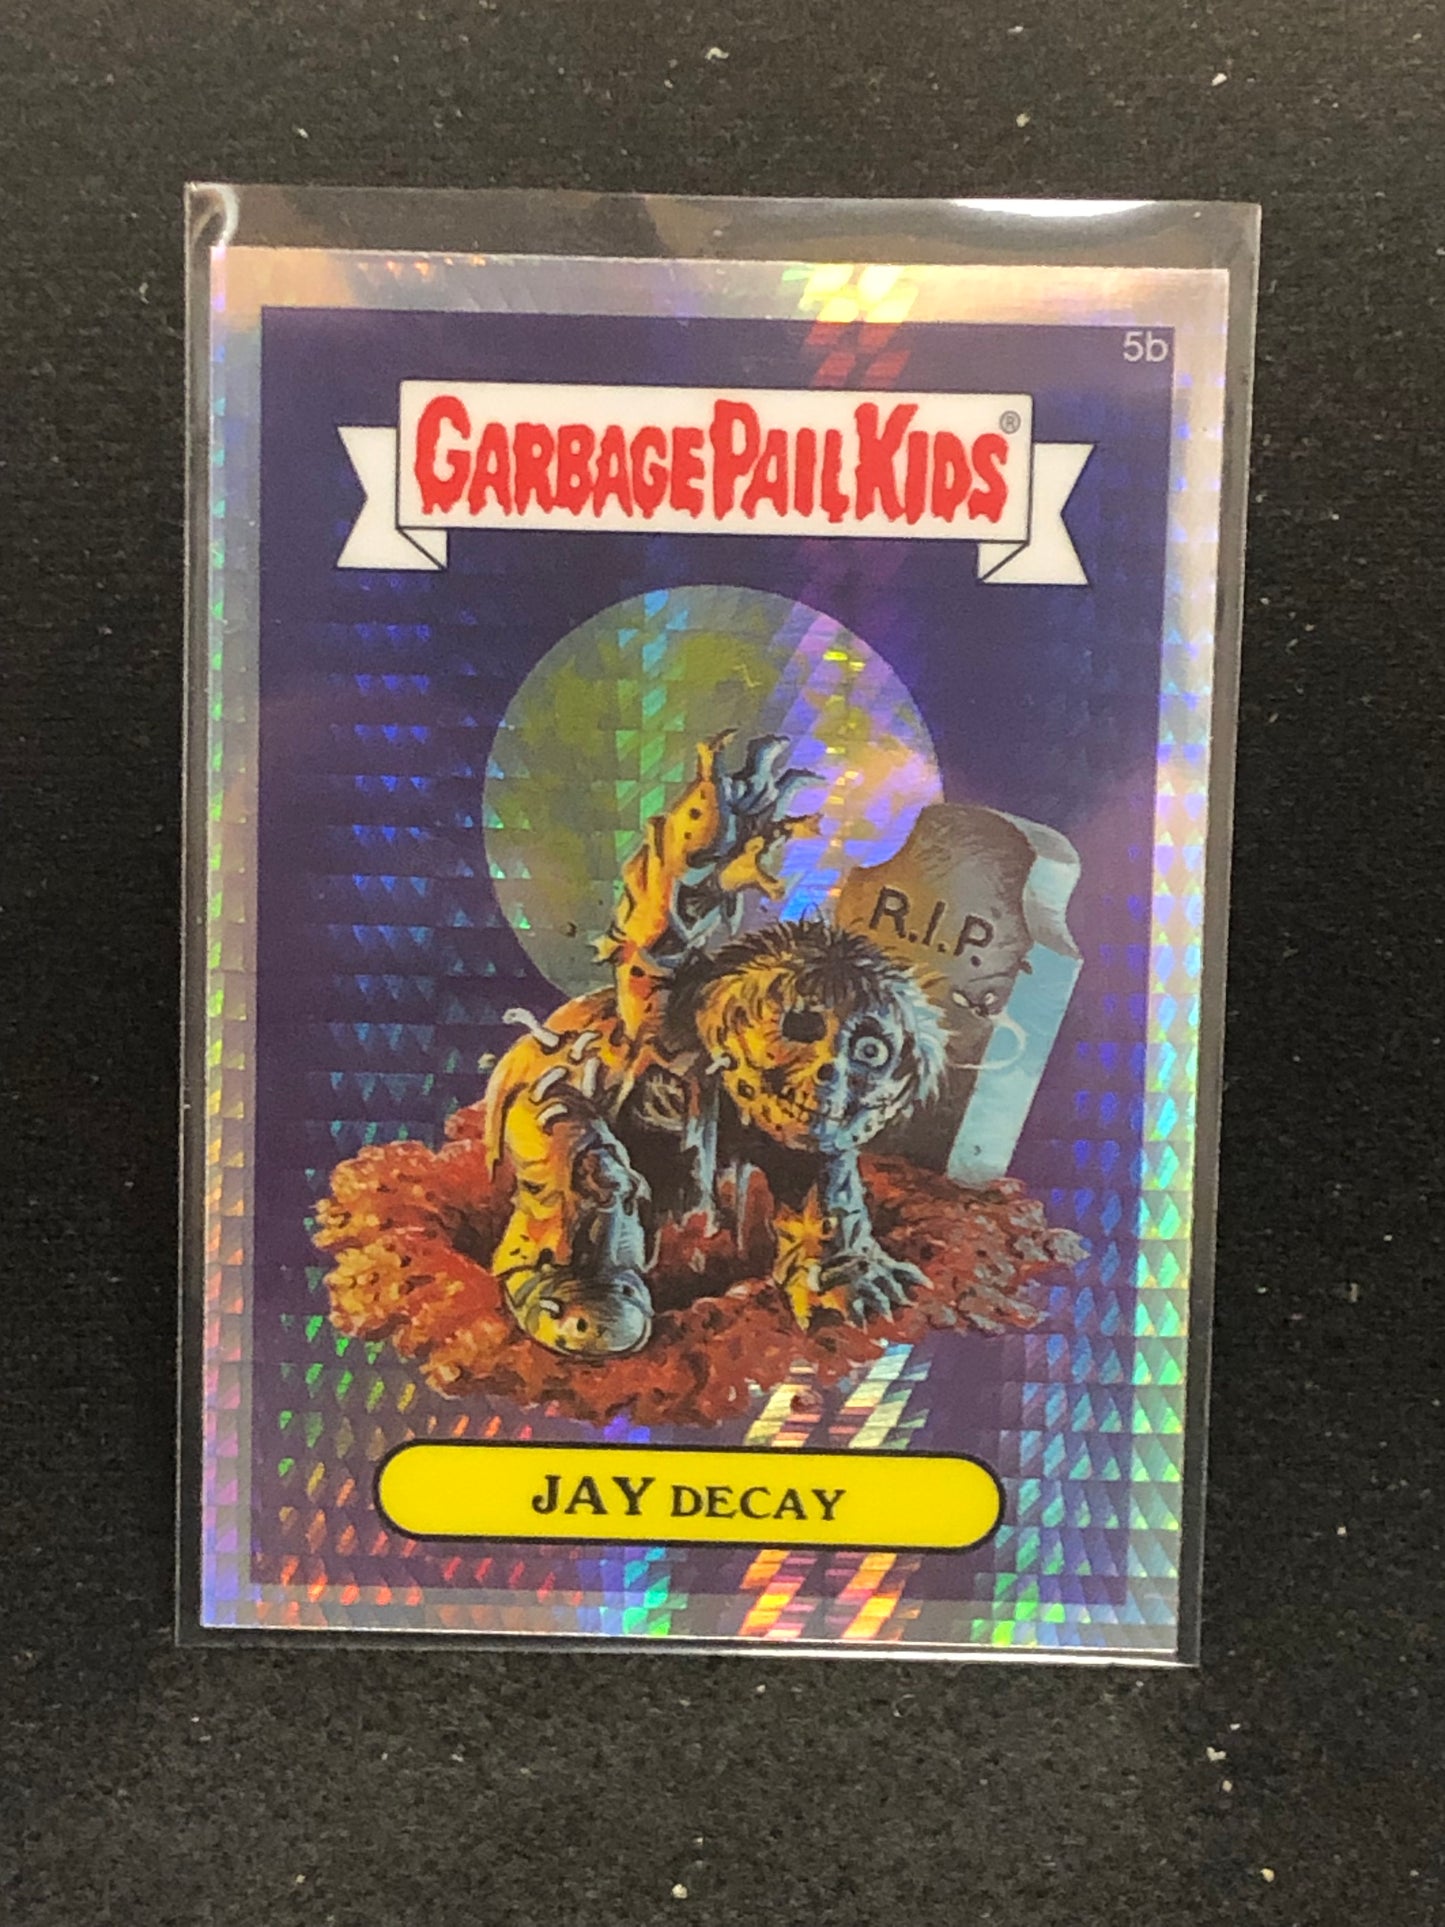 5b
GARBAGE PAIL KIDS®
R.I.P.
JAY DECAY